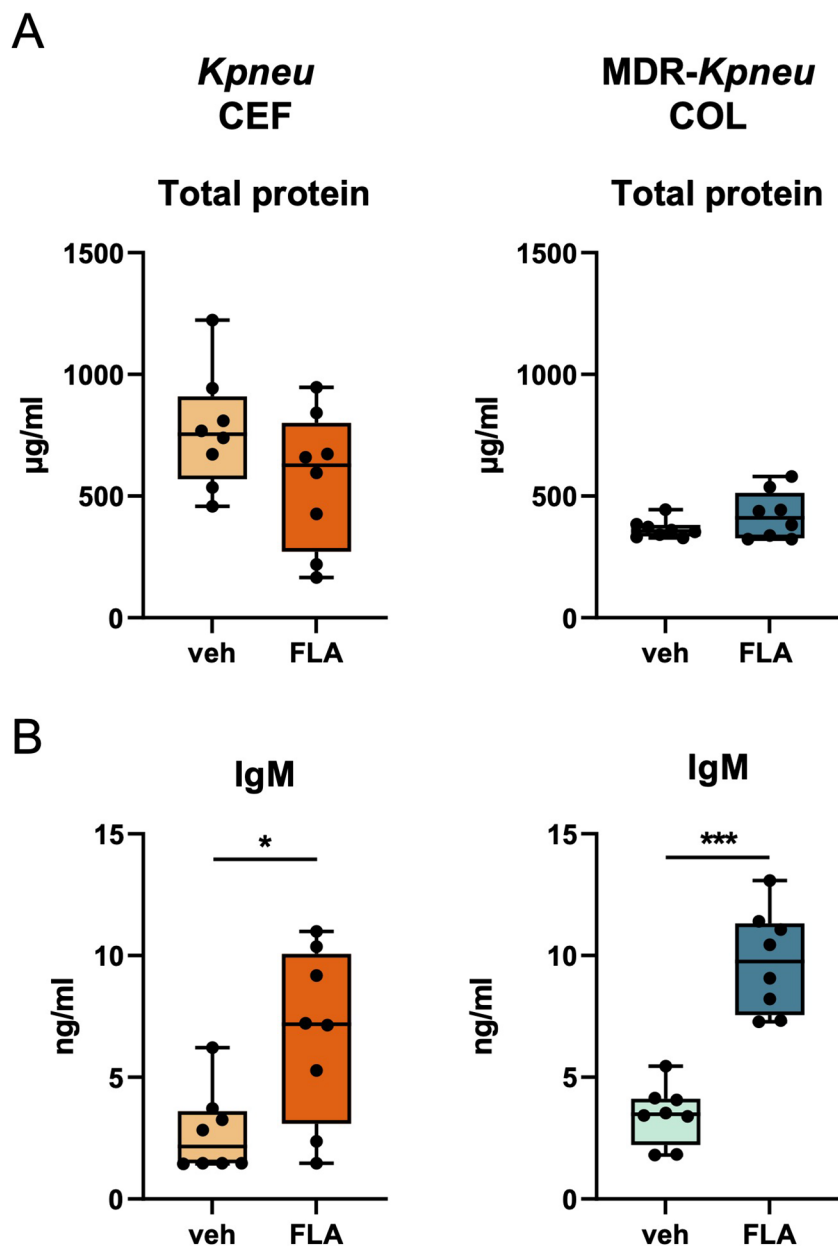 A
Kpneu
CEF
MDR-Kpneu
COL
Total protein
Total protein
µg/ml
1500
1000
500
0
veh
FLA
µg/ml
1500
1000
500
0
veh
FLA
B
IgM
IgM
ng/ml
15
10
5
0
*
veh
FLA
ng/ml
15
10
5
0
***
veh
FLA